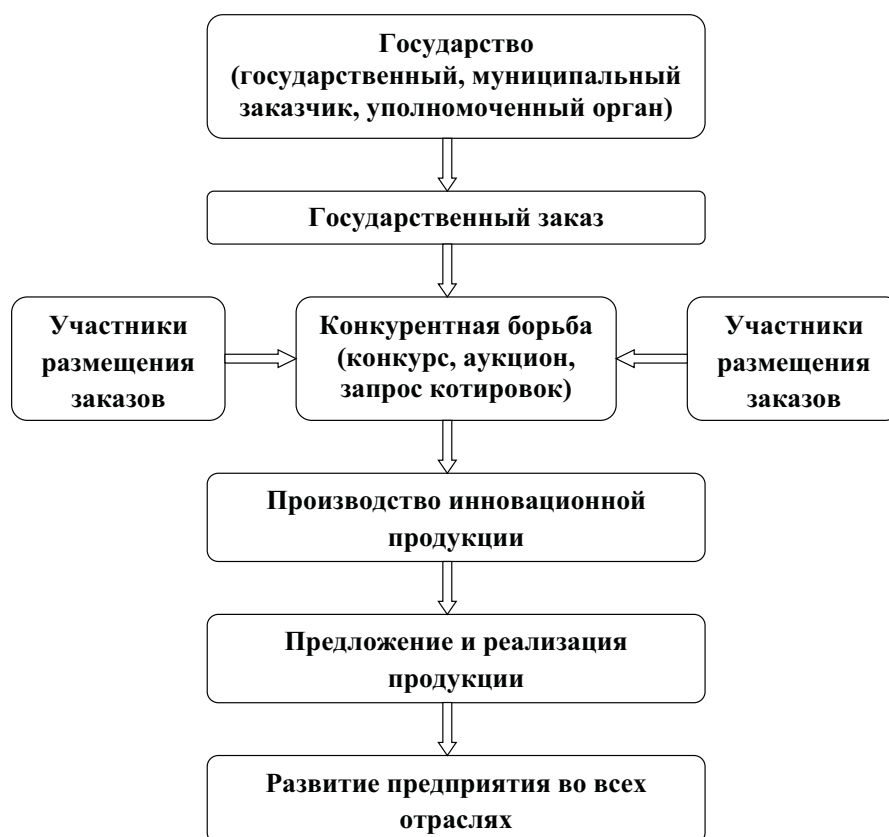 Государство
(государственный, муниципальный
заказчик, уполномоченный орган)
Государственный заказ
Участники
размещения
заказов
Конкурентная борьба
(конкурс, аукцион,
запрос котировок)
Участники
размещения
заказов
Производство инновационной
продукции
Предложение и реализация
продукции
Развитие предприятия во всех
отраслях